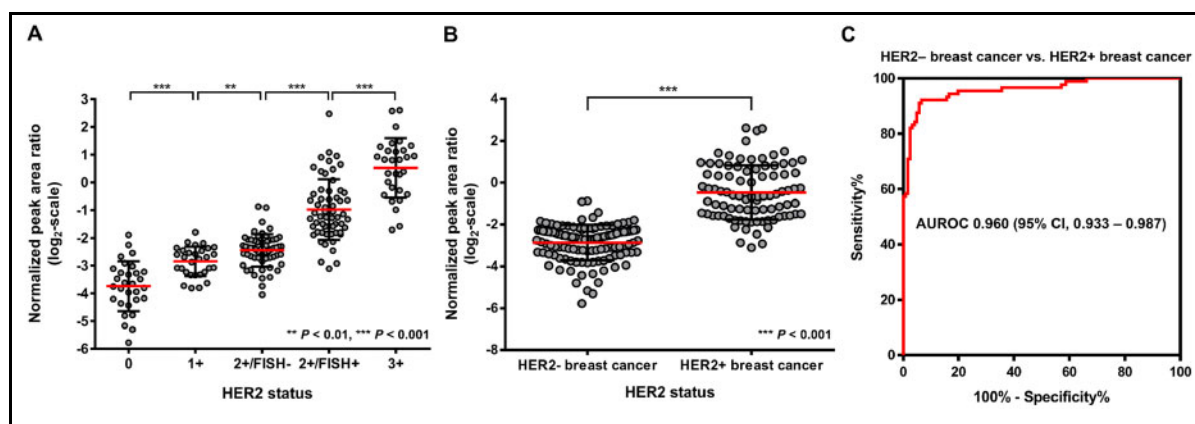 A
*** ** *** ***
Normalized peak area ratio
(log2-scale)
3
2
1
0
-1
-2
-3
-4
-5
-6
** P < 0.01, *** P < 0.001
0 1+ 2+/FISH- 2+/FISH+ 3+
HER2 status
B
***
Normalized peak area ratio
(log2-scale)
4
2
0
-2
-4
-6
-8
*** P < 0.001
HER2- breast cancer HER2+ breast cancer
HER2 status
C
HER2– breast cancer vs. HER2+ breast cancer
Sensitivity%
100
80
60
40
20
0
AUROC 0.960 (95% CI, 0.933 – 0.987)
0 20 40 60 80 100
100% - Specificity%